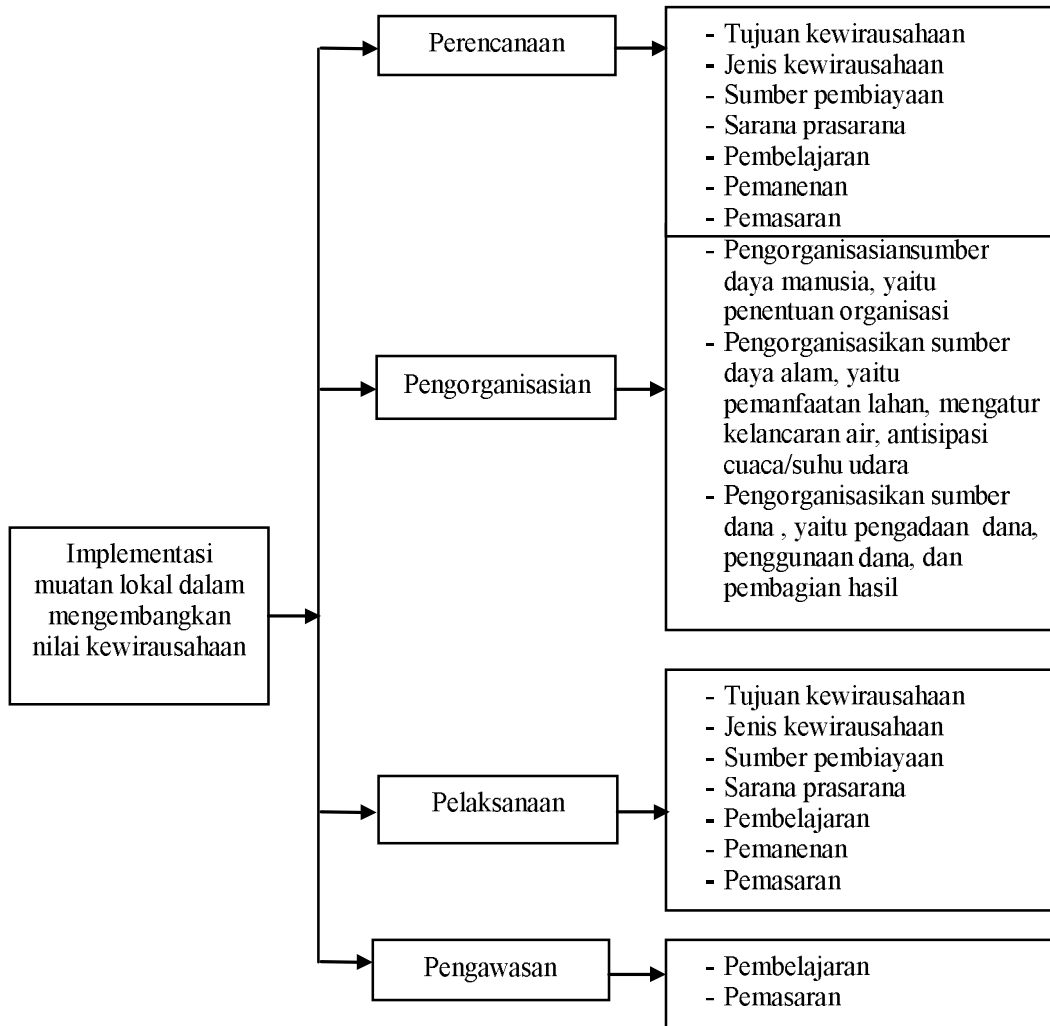 Implementasi
muatan lokal dalam
mengembangkan
nilai kewirausahaan
Perencanaan
- Tujuan kewirausahaan
- Jenis kewirausahaan
- Sumber pembiayaan
- Sarana prasarana
- Pembelajaran
- Pemanenan
- Pemasaran
Pengorganisasian
- Pengorganisasiansumber
daya manusia, yaitu
penentuan organisasi
- Pengorganisasikan sumber
daya alam, yaitu
pemanfaatan lahan, mengatur
kelancaran air, antisipasi
cuaca/suhu udara
- Pengorganisasikan sumber
dana , yaitu pengadaan dana,
penggunaan dana, dan
pembagian hasil
Pelaksanaan
- Tujuan kewirausahaan
- Jenis kewirausahaan
- Sumber pembiayaan
- Sarana prasarana
- Pembelajaran
- Pemanenan
- Pemasaran
Pengawasan
- Pembelajaran
- Pemasaran